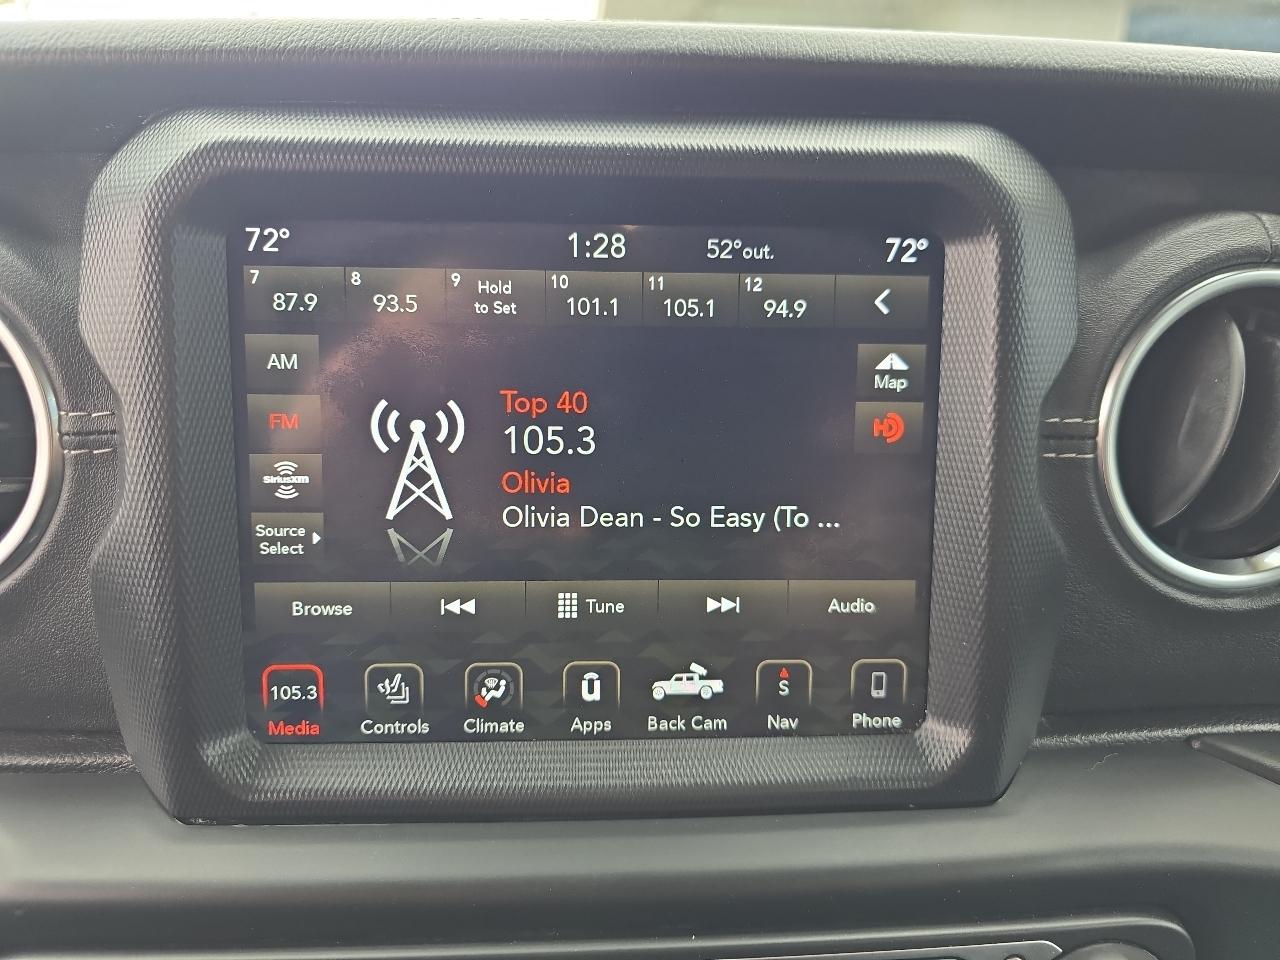 72° 1:28 52°out. 72°
7 87.9 8 93.5 9 Hold to Set 10 101.1 11 105.1 12 94.9
AM
Map
FM
HD
SiriusXM
Source Select
Top 40
105.3
Olivia
Olivia Dean - So Easy (To ...
Browse Tune Audio
105.3 S
Media Controls Climate Apps Back Cam Nav Phone